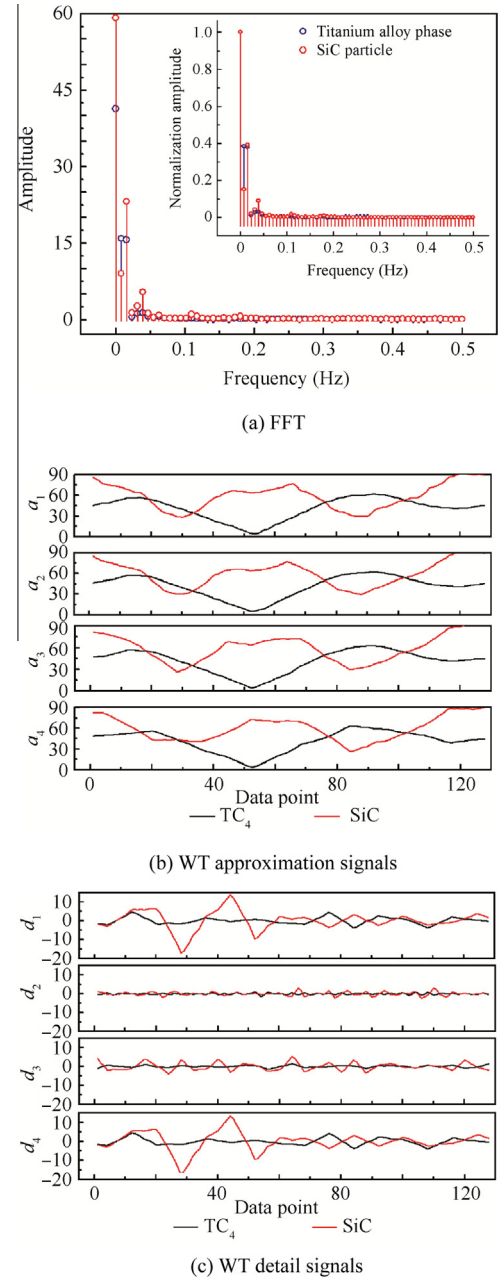 60
45
30
15
0
Amplitude
1.0
0.8
0.6
0.4
0.2
0
Normalization amplitude
Titanium alloy phase
SiC particle
0 0.1 0.2 0.3 0.4 0.5
Frequency (Hz)
0 0.1 0.2 0.3 0.4 0.5
Frequency (Hz)
(a) FFT
90
60
30
0
a1
90
60
30
0
a2
90
60
30
0
a3
90
60
30
0
a4
0 40 80 120
Data point
TC4 SiC
(b) WT approximation signals
10
0
−10
−20
d1
10
0
−10
−20
d2
10
0
−10
−20
d3
10
0
−10
−20
d4
0 20 40 60 80 100 120
Data point
TC4 SiC
(c) WT detail signals